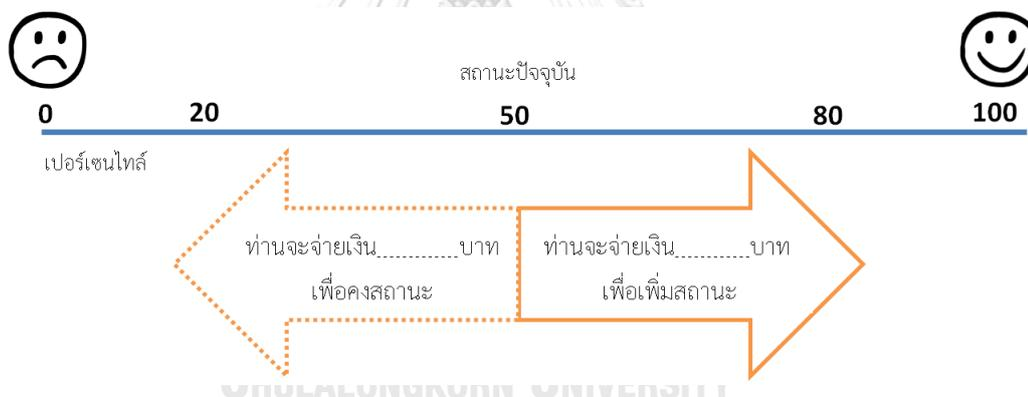 สถานะปัจจุบัน
0 20 50 80 100
เปอร์เซนไทล์
ท่านจะจ่ายเงิน............บาท
เพื่อคงสถานะ
ท่านจะจ่ายเงิน...........บาท
เพื่อเพิ่มสถานะ
CHULALONGKORN UNIVERSITY